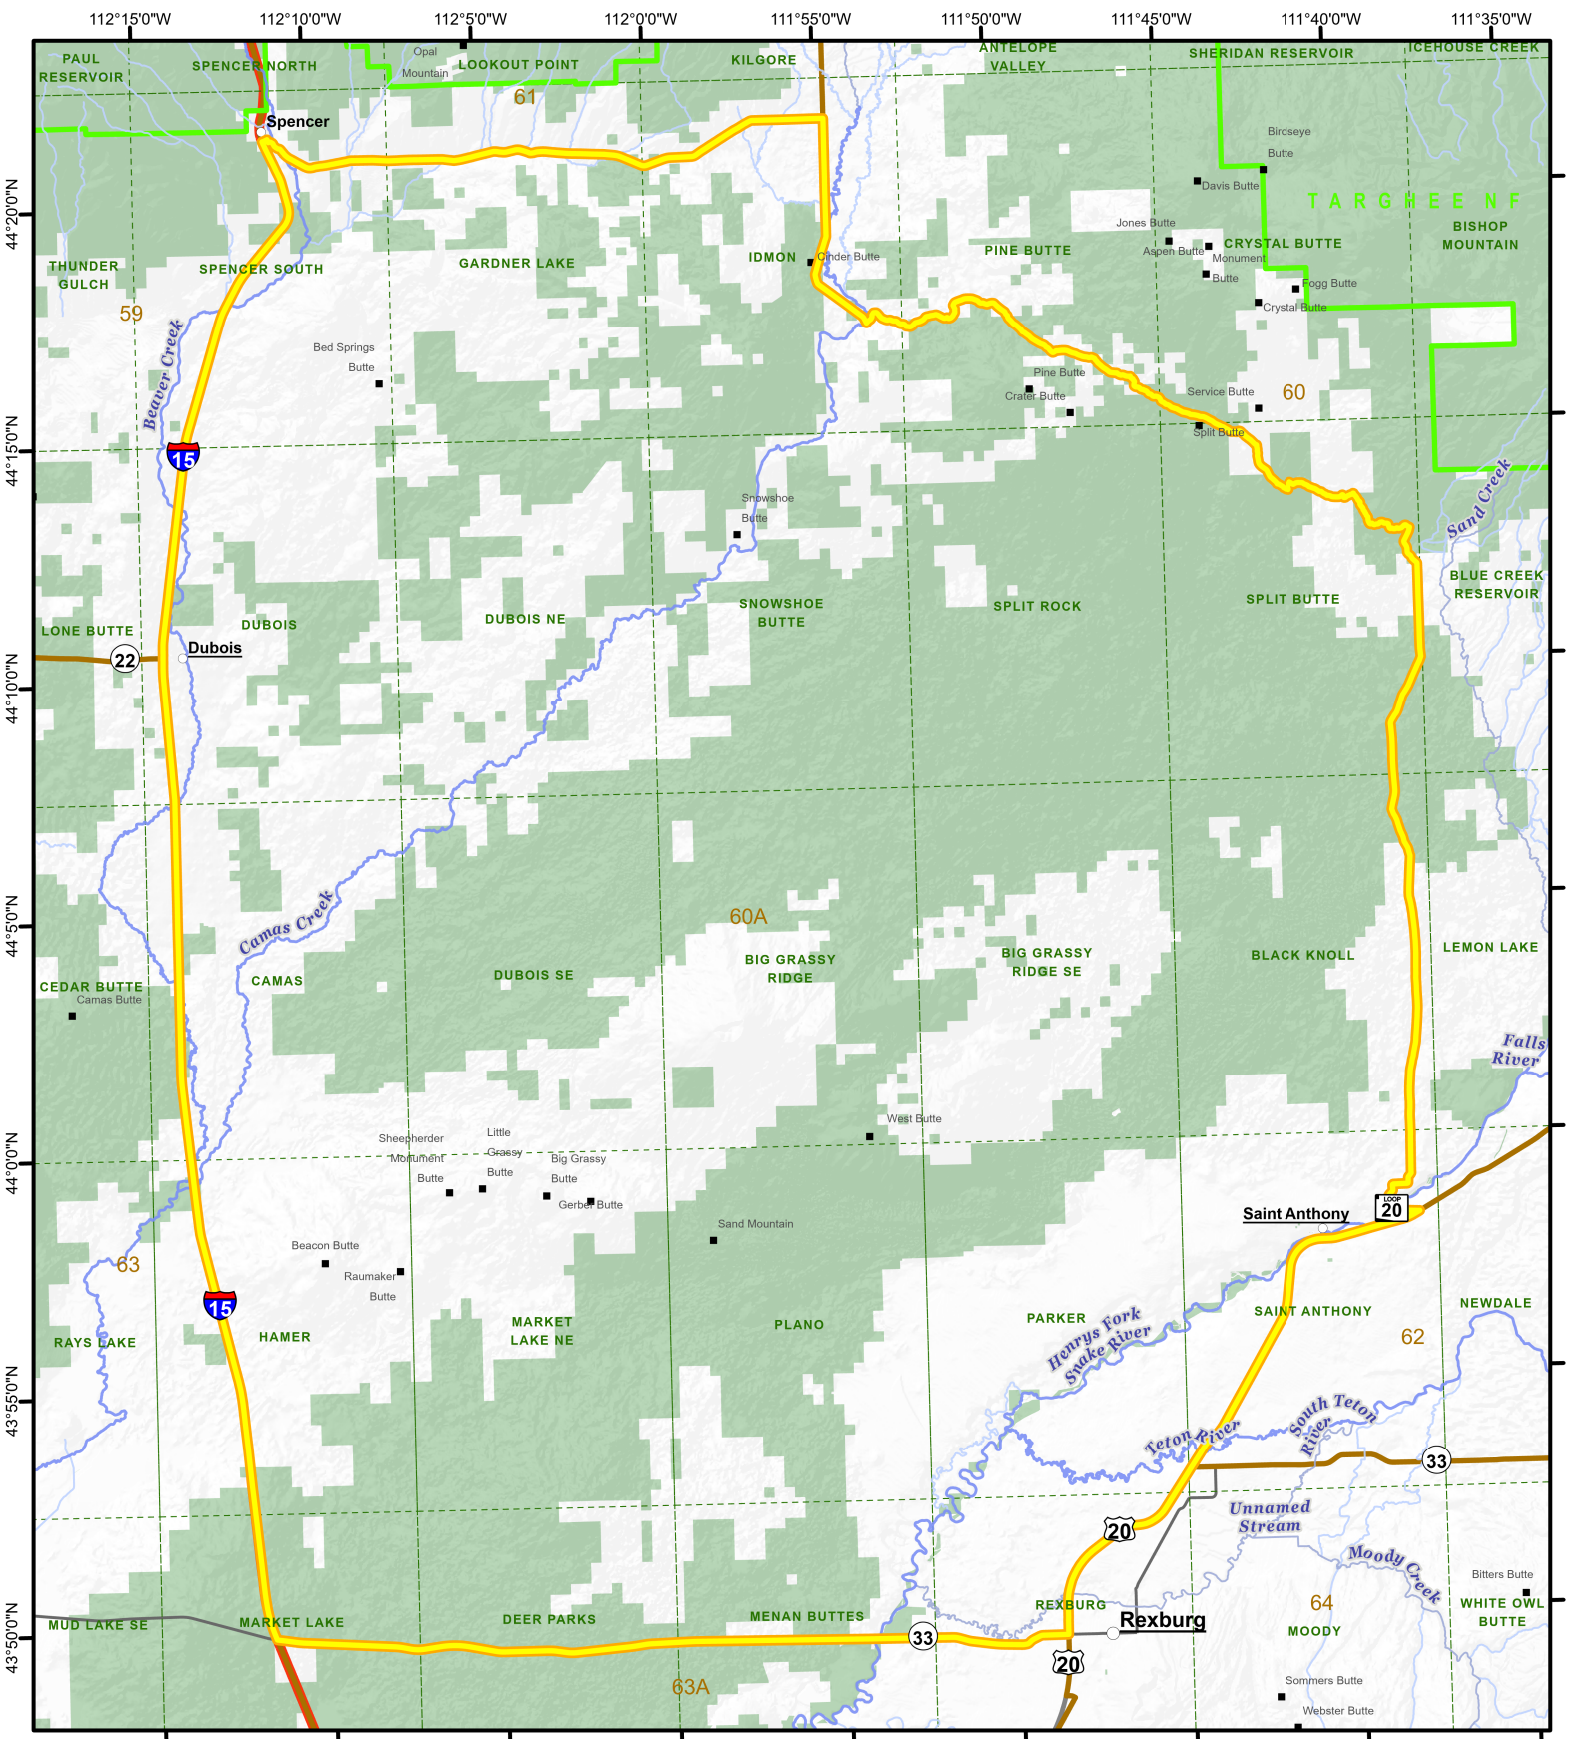 112°15'0"W 112°10'0"W 112°5'0"W 112°0'0"W 111°55'0"W 111°50'0"W 111°45'0"W 111°40'0"W 111°35'0"W
PAUL
RESERVOIR
SPENCER NORTH
Opal
Mountain
LOOKOUT POINT
KILGORE
ANTELOPE
VALLEY
SHERIDAN RESERVOIR
ICEHOUSE CREEK
61
Spencer
Bircseye
Butte
Davis Butte
TARGHEE NF
44°20'0"N
Jones Butte
Aspen Butte
Monument
Butte
CRYSTAL BUTTE
BISHOP
MOUNTAIN
THUNDER
GULCH
SPENCER SOUTH
GARDNER LAKE
IDMON
Cinder Butte
PINE BUTTE
Fogg Butte
Crystal Butte
59
Beaver Creek
Bed Springs
Butte
Pine Butte
Crater Butte
Service Butte
60
Split Butte
44°15'0"N
15
Snowshoe
Butte
Sand Creek
LONE BUTTE
DUBOIS
DUBOIS NE
SNOWSHOE
BUTTE
SPLIT ROCK
SPLIT BUTTE
BLUE CREEK
RESERVOIR
22
Dubois
44°10'0"N
44°5'0"N
Camas Creek
60A
CEDAR BUTTE
Camas Butte
CAMAS
DUBOIS SE
BIG GRASSY
RIDGE
BIG GRASSY
RIDGE SE
BLACK KNOLL
LEMON LAKE
Falls
River
44°0'0"N
Sheepherder
Monument
Butte
Little
Grassy
Butte
Big Grassy
Butte
Gerber Butte
West Butte
Sand Mountain
Saint Anthony
LOOP
20
63
Beacon Butte
Raumaker
Butte
15
RAYS LAKE
HAMER
MARKET
LAKE NE
PLANO
PARKER
Henrys Fork
Snake River
SAINT ANTHONY
NEWDALE
62
43°55'0"N
Teton River
South Teton
River
33
20
Unnamed
Stream
Moody Creek
Bitters Butte
43°50'0"N
MUD LAKE SE
MARKET LAKE
DEER PARKS
MENAN BUTTES
33
REXBURG
Rexburg
64
MOODY
WHITE OWL
BUTTE
20
63A
Sommers Butte
Webster Butte